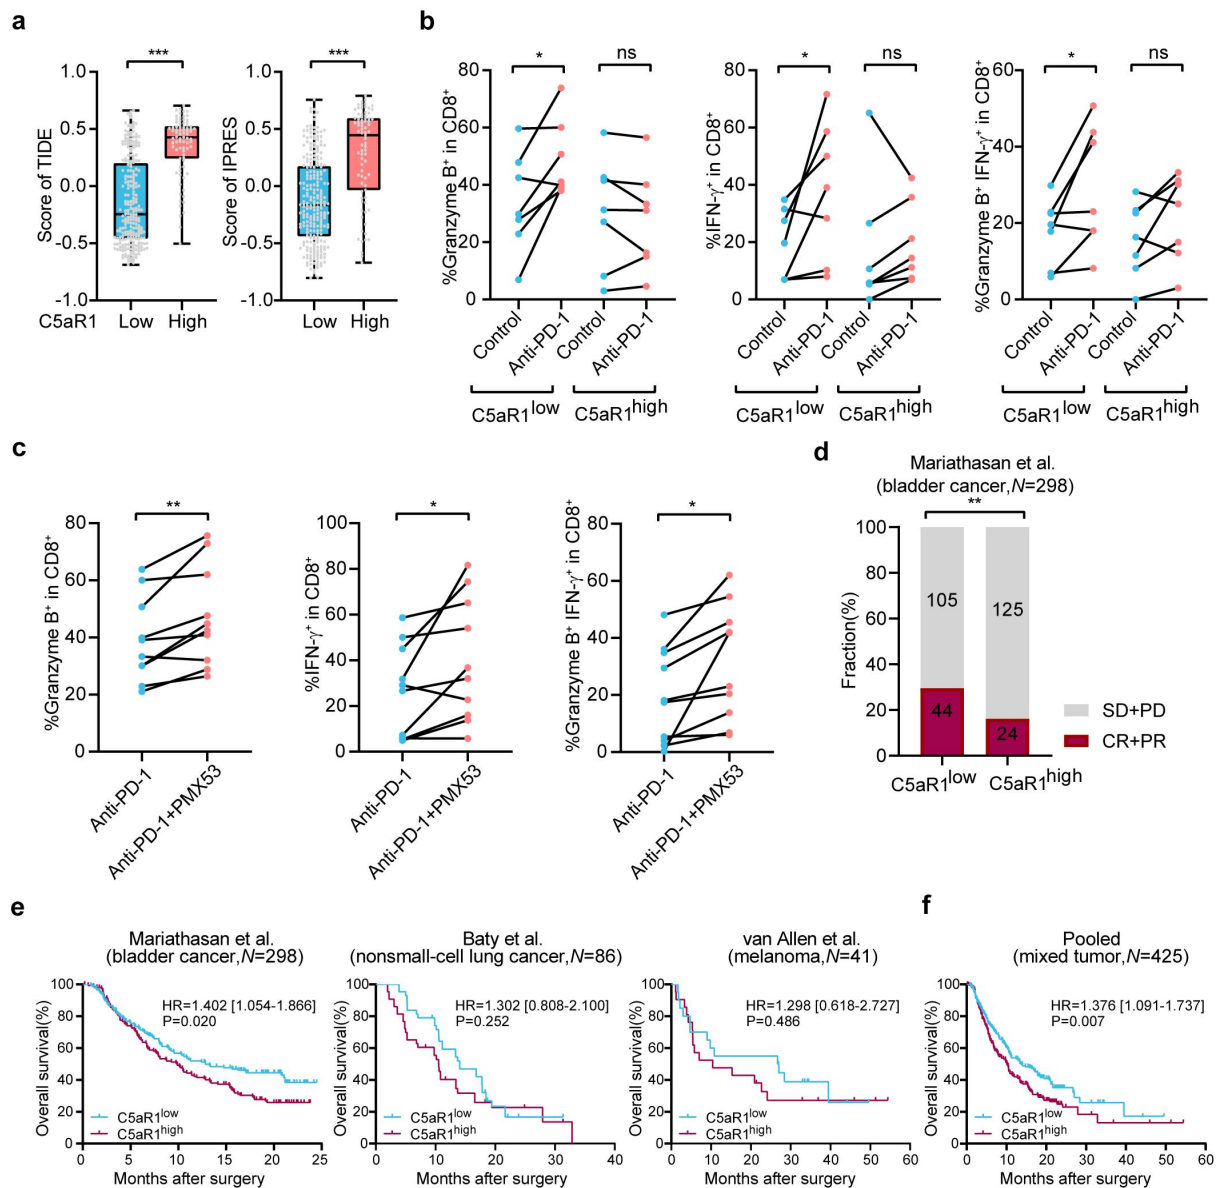 a
***
***
1.0
0.5
0.0
-0.5
-1.0
Score of TIDE
1.0
0.5
0.0
-0.5
-1.0
Score of IPRES
C5aR1
Low
High
Low
High
b
*
ns
80
60
40
20
0
%Granzyme B⁺ in CD8⁺
Control
Anti-PD-1
Control
Anti-PD-1
C5aR1low
C5aR1high
*
ns
80
60
40
20
0
%IFN-γ⁺ in CD8⁺
Control
Anti-PD-1
Control
Anti-PD-1
C5aR1low
C5aR1high
*
ns
60
40
20
0
%Granzyme B⁺ IFN-γ⁺ in CD8⁺
Control
Anti-PD-1
Control
Anti-PD-1
C5aR1low
C5aR1high
c
**
80
60
40
20
0
%Granzyme B⁺ in CD8⁺
Anti-PD-1
Anti-PD-1+PMX53
*
100
80
60
40
20
0
%IFN-γ⁺ in CD8⁺
Anti-PD-1
Anti-PD-1+PMX53
*
80
60
40
20
0
%Granzyme B⁺ IFN-γ⁺ in CD8⁺
Anti-PD-1
Anti-PD-1+PMX53
d
Mariathasan et al.
(bladder cancer,N=298)
**
100
80
60
40
20
0
Fraction(%)
105
125
44
24
C5aR1low
C5aR1high
SD+PD
CR+PR
e
Mariathasan et al.
(bladder cancer,N=298)
HR=1.402 [1.054-1.866]
P=0.020
100
80
60
40
20
0
Overall survival(%)
C5aR1low
C5aR1high
0 5 10 15 20 25
Months after surgery
Baty et al.
(nonsmall-cell lung cancer,N=86)
HR=1.302 [0.808-2.100]
P=0.252
100
80
60
40
20
0
Overall survival(%)
C5aR1low
C5aR1high
0 10 20 30 40
Months after surgery
van Allen et al.
(melanoma,N=41)
HR=1.298 [0.618-2.727]
P=0.486
100
80
60
40
20
0
Overall survival(%)
C5aR1low
C5aR1high
0 10 20 30 40 50 60
Months after surgery
f
Pooled
(mixed tumor,N=425)
HR=1.376 [1.091-1.737]
P=0.007
100
80
60
40
20
0
Overall survival(%)
C5aR1low
C5aR1high
0 10 20 30 40 50 60
Months after surgery